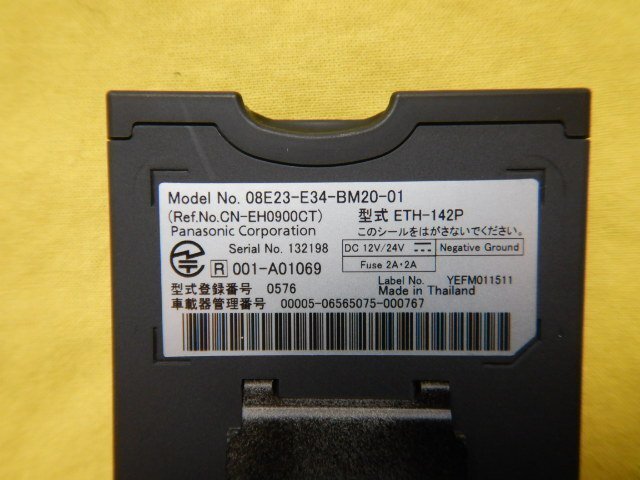 Model No. 08E23-E34-BM20-01
(Ref.No.CN-EH0900CT) 型式 ETH-142P
Panasonic Corporation このシールをはがさないでください。
Serial No. 132198 DC 12V/24V ⎓ Negative Ground
R 001-A01069 Fuse 2A・2A
Label No. YEFM011511
型式登録番号 0576 Made in Thailand
車載器管理番号 00005-06565075-000767